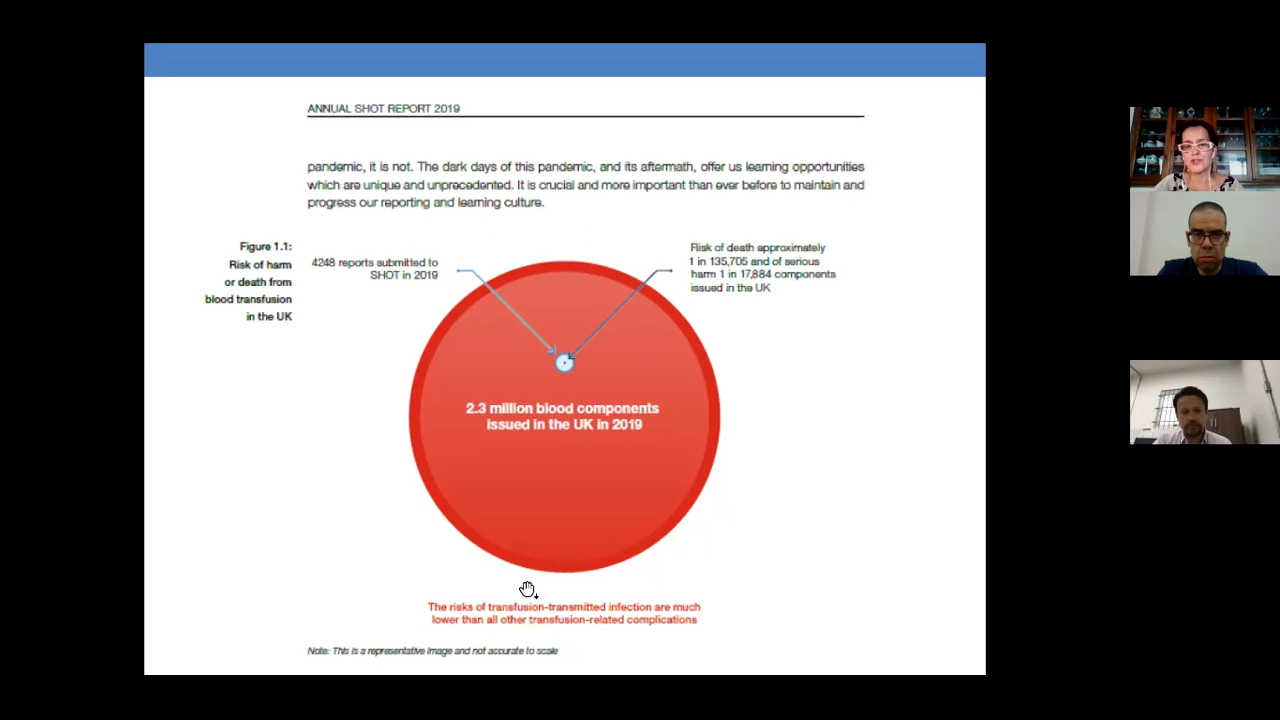 ANNUAL SHOT REPORT 2019
pandemic, it is not. The dark days of this pandemic, and its aftermath, offer us learning opportunities
which are unique and unprecedented. It is crucial and more important than ever before to maintain and
progress our reporting and learning culture.
Figure 1.1:
Risk of harm
or death from
blood transfusion
in the UK
4248 reports submitted to
SHOT in 2019
Risk of death approximately
1 in 135,705 and of serious
harm 1 in 17,884 components
issued in the UK
2.3 million blood components
issued in the UK in 2019
The risks of transfusion-transmitted infection are much
lower than all other transfusion-related complications
Note: This is a representative image and not accurate to scale